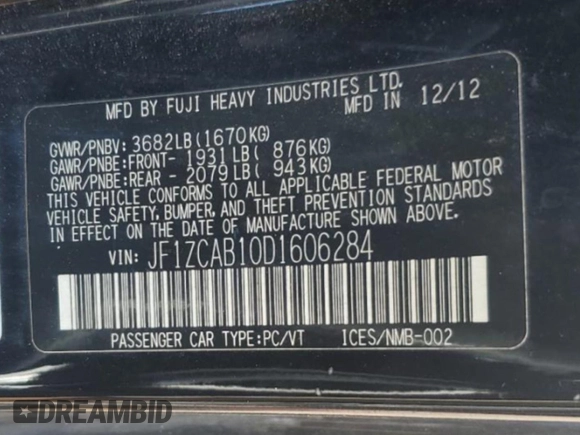 MFD BY FUJI HEAVY INDUSTRIES LTD.
MFD IN 12/12
GVWR/PNBV: 3682LB(1670KG)
GAWR/PNBE:FRONT- 1931LB( 876KG)
GAWR/PNBE:REAR - 2079LB( 943KG)
THIS VEHICLE CONFORMS TO ALL APPLICABLE FEDERAL MOTOR
VEHICLE SAFETY, BUMPER, AND THEFT PREVENTION STANDARDS
IN EFFECT ON THE DATE OF MANUFACTURE SHOWN ABOVE.
VIN: JF1ZCAB10D1606284
PASSENGER CAR TYPE:PC/VT ICES/NMB-002
DREAMBID